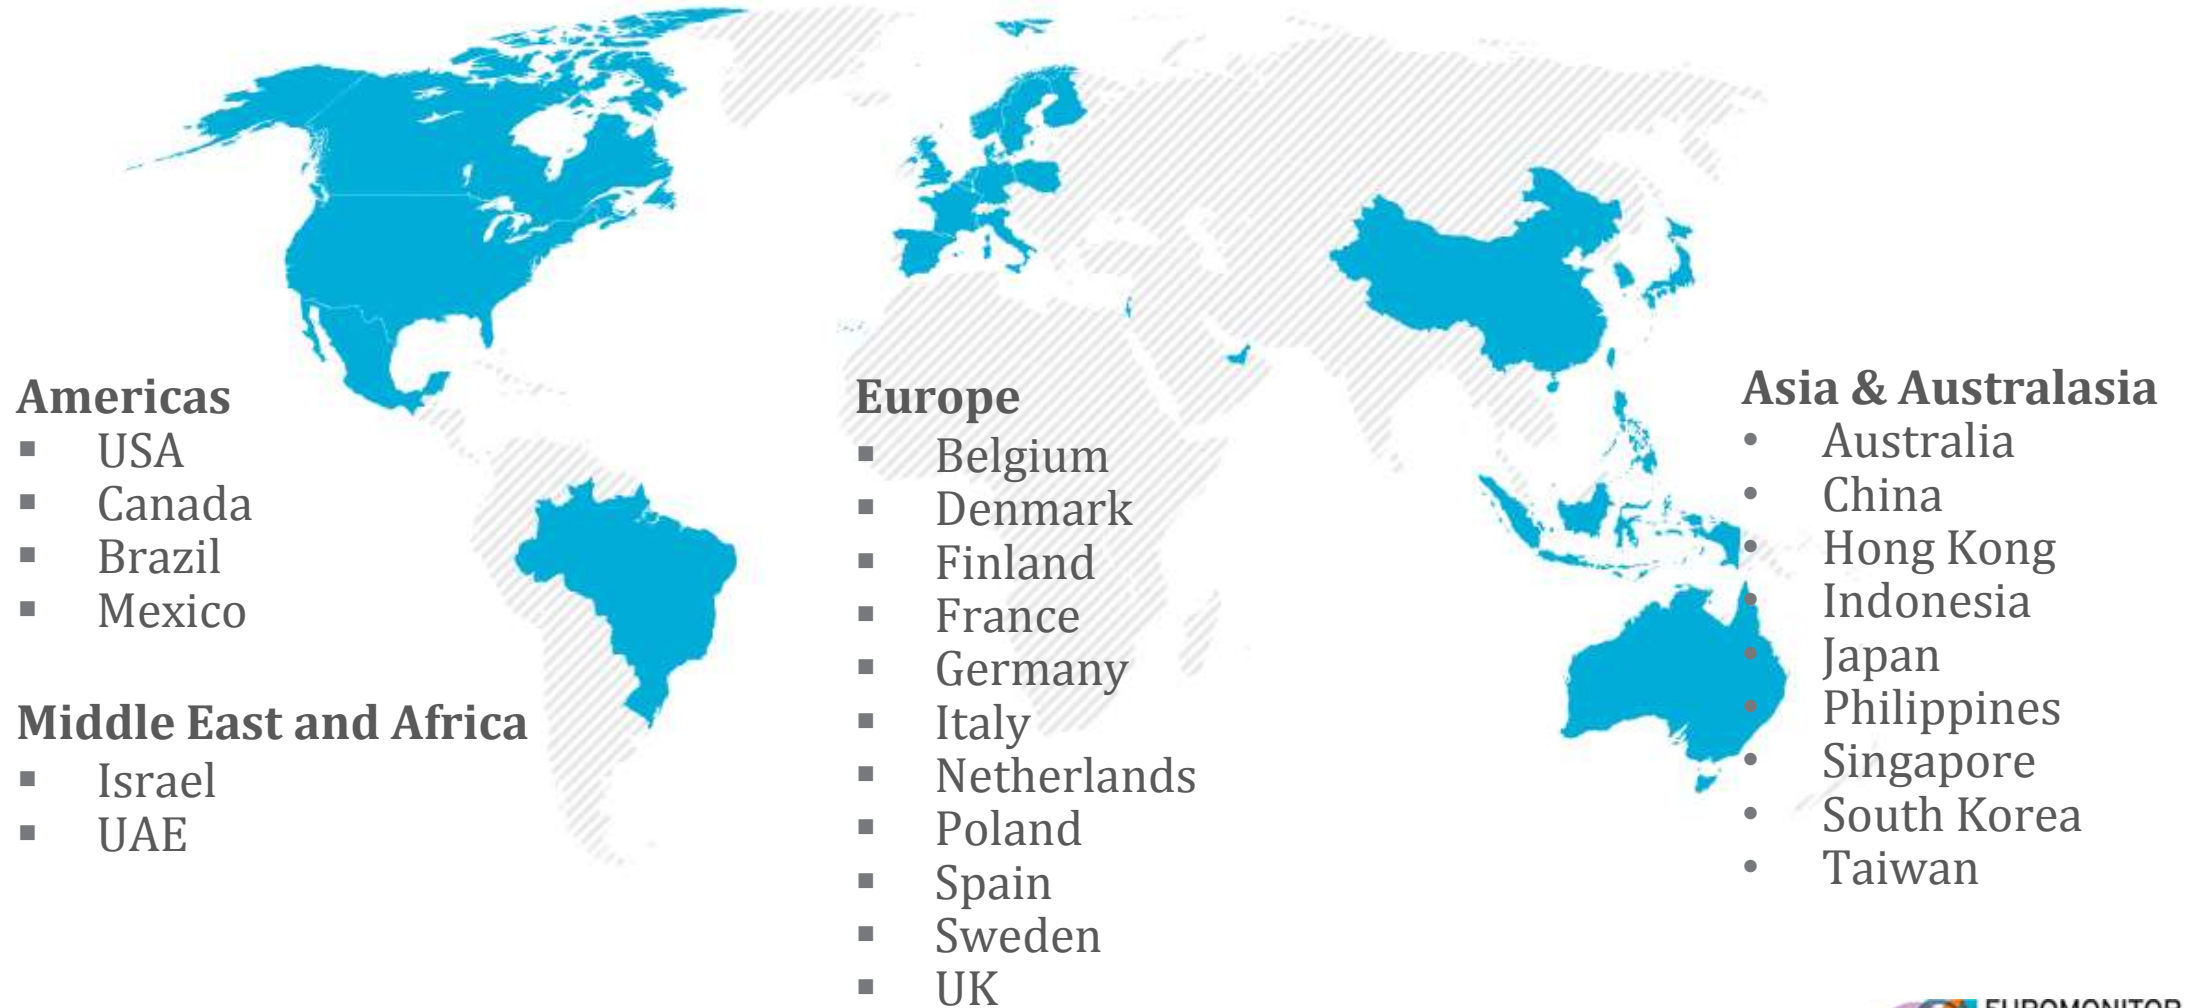 Americas
▪ USA
▪ Canada
▪ Brazil
▪ Mexico
Middle East and Africa
▪ Israel
▪ UAE
Europe
▪ Belgium
▪ Denmark
▪ Finland
▪ France
▪ Germany
▪ Italy
▪ Netherlands
▪ Poland
▪ Spain
▪ Sweden
▪ UK
Asia & Australasia
• Australia
• China
• Hong Kong
• Indonesia
• Japan
• Philippines
• Singapore
• South Korea
• Taiwan
EUROMONITOR